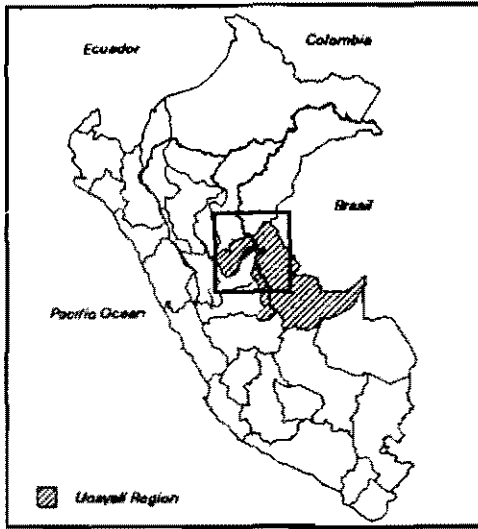 Ecuador
Colombia
Brasil
Pacific Ocean
Ucayali Region